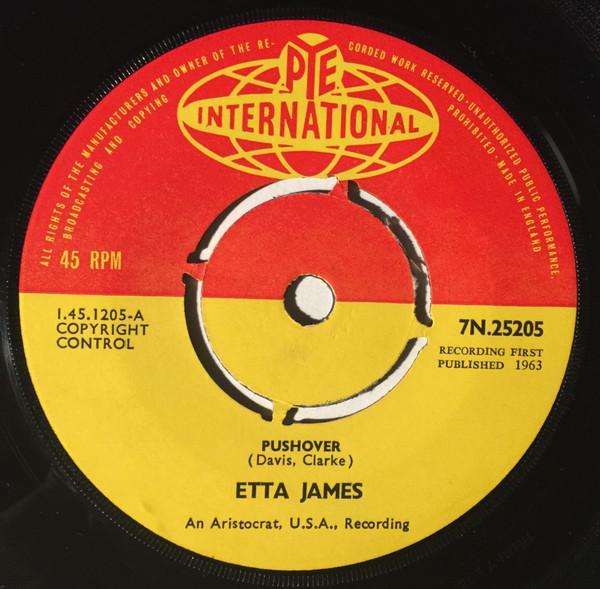 ALL RIGHTS OF THE MANUFACTURERS AND OWNER OF THE RE-
CORDED WORK RESERVED·UNAUTHORIZED PUBLIC PERFORMANCE,
BROADCASTING AND COPYING
PROHIBITED·MADE IN ENGLAND
PYE
INTERNATIONAL
45 RPM
1.45.1205-A
COPYRIGHT
CONTROL
7N.25205
RECORDING FIRST
PUBLISHED 1963
PUSHOVER
(Davis, Clarke)
ETTA JAMES
An Aristocrat, U.S.A., Recording